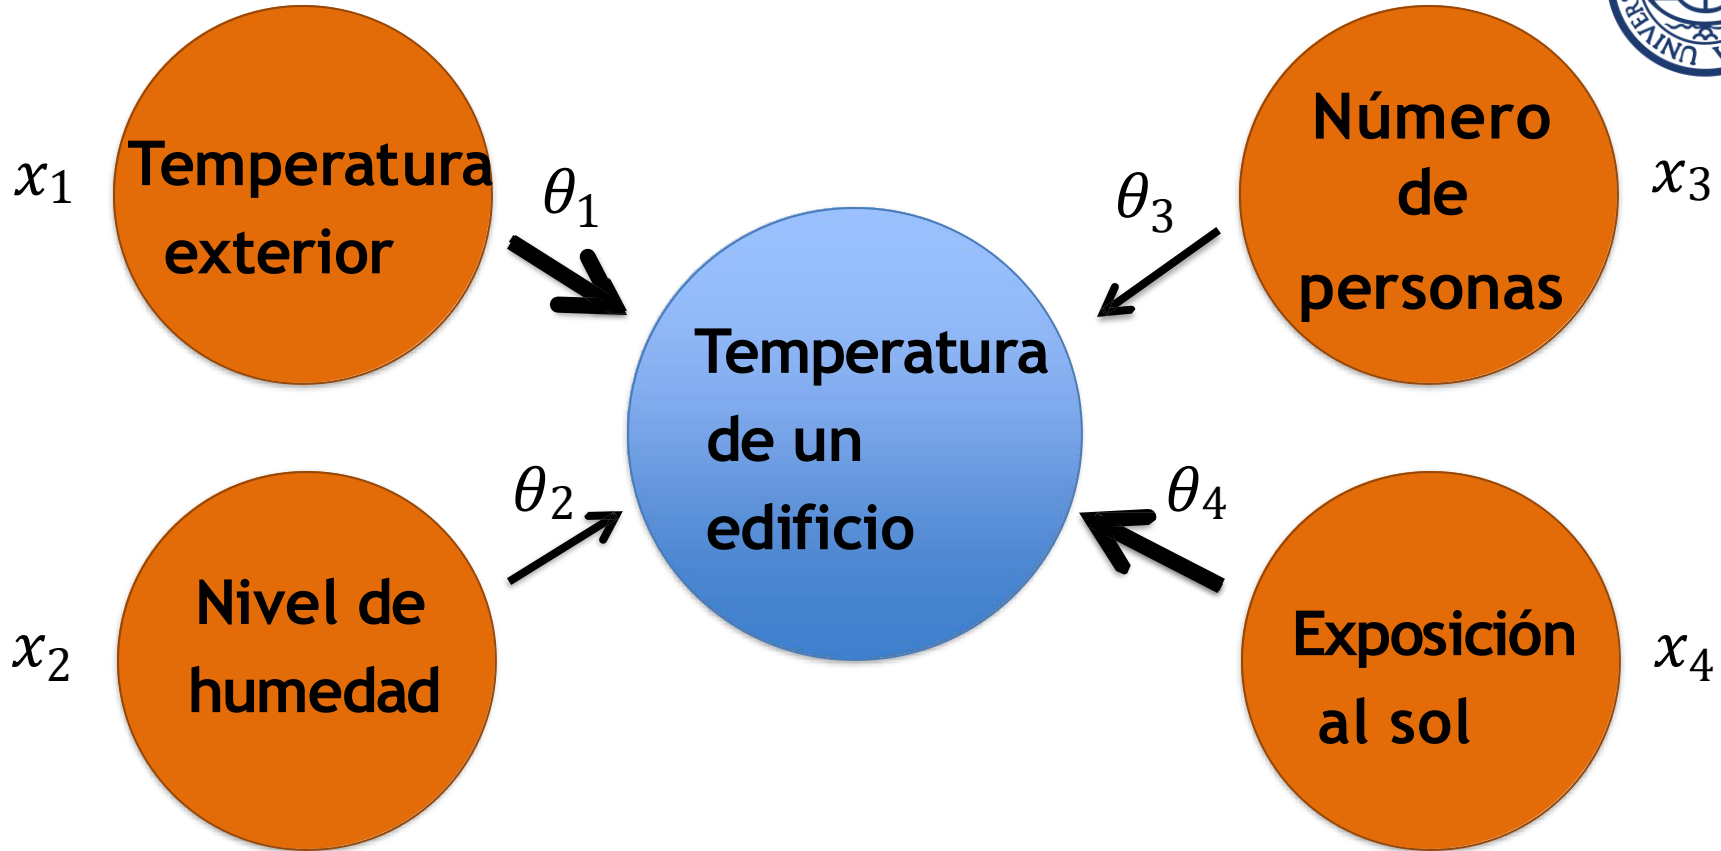 x₁
Temperatura
exterior
θ₁
Número
de
personas
x₃
θ₃
Temperatura
de un
edificio
x₂
Nivel de
humedad
θ₂
θ₄
Exposición
al sol
x₄